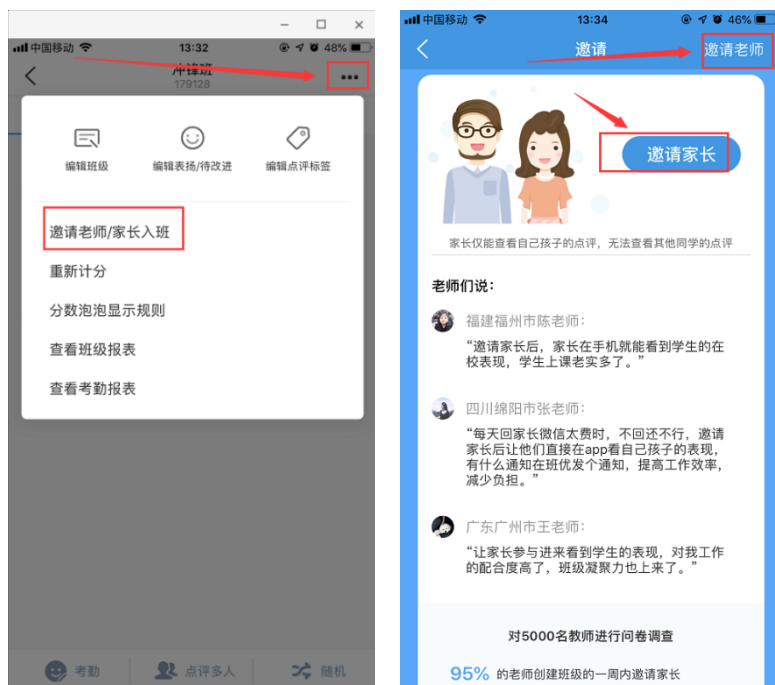 中国移动
13:32
48%
冲锋班
179128
编辑班级
编辑表扬/待改进
编辑点评标签
邀请老师/家长入班
重新计分
分数泡泡显示规则
查看班级报表
查看考勤报表
考勤
点评多人
随机
中国移动
13:34
46%
邀请
邀请老师
邀请家长
家长仅能查看自己孩子的点评，无法查看其他同学的点评
老师们说：
福建福州市陈老师：
“邀请家长后，家长在手机就能看到学生的在
校表现，学生上课老实多了。”
四川绵阳市张老师：
“每天回家长微信太费时，不回还不行，邀请
家长后让他们直接在app看自己孩子的表现，
有什么通知在班优发个通知，提高工作效率，
减少负担。”
广东广州市王老师：
“让家长参与进来看到学生的表现，对我工作
的配合度高了，班级凝聚力也上来了。”
对5000名教师进行问卷调查
95% 的老师创建班级的一周内邀请家长